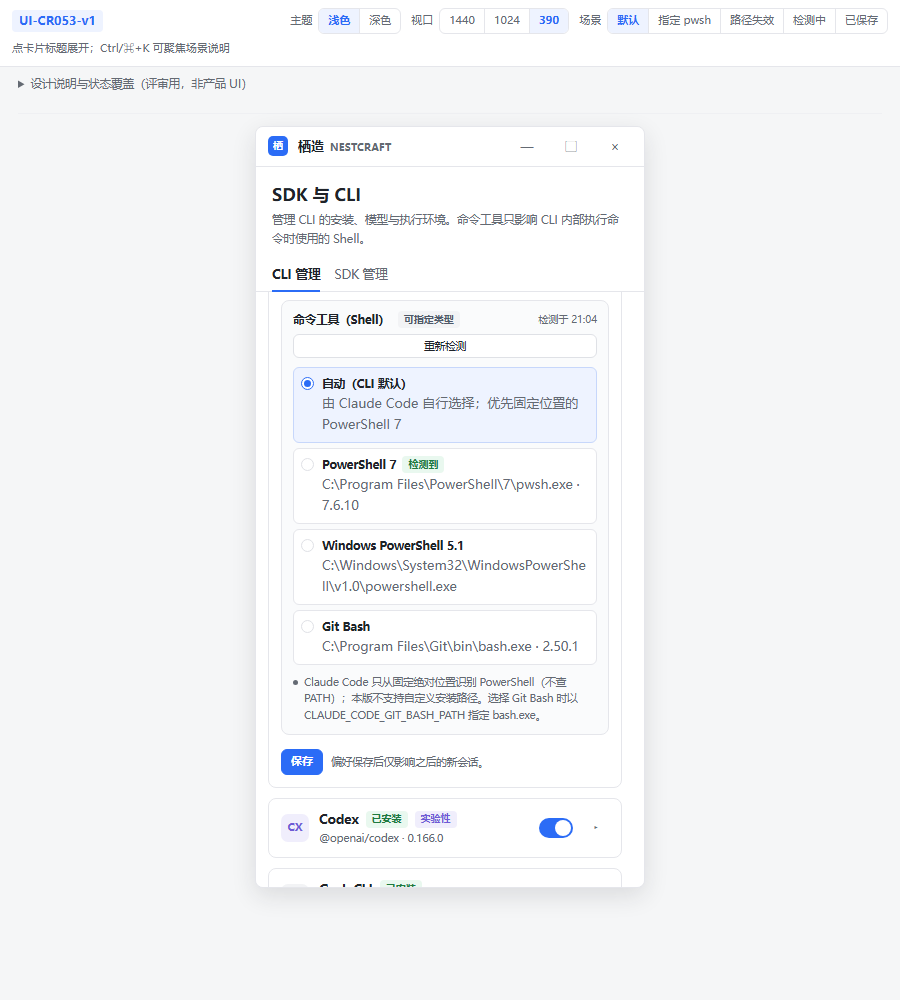 UI-CR053-v1 主题 浅色 深色 视口 1440 1024 390 场景 默认 指定 pwsh 路径失效 检测中 已保存
点卡片标题展开；Ctrl/⌘+K 可聚焦场景说明
▶ 设计说明与状态覆盖（评审用，非产品 UI）
栖 栖造 NESTCRAFT
SDK 与 CLI
管理 CLI 的安装、模型与执行环境。命令工具只影响 CLI 内部执行命
令时使用的 Shell。
CLI 管理 SDK 管理
命令工具（Shell） 可指定类型 检测于 21:04
重新检测
自动（CLI 默认）
由 Claude Code 自行选择；优先固定位置的
PowerShell 7
PowerShell 7 检测到
C:\Program Files\PowerShell\7\pwsh.exe ·
7.6.10
Windows PowerShell 5.1
C:\Windows\System32\WindowsPowerShe
ll\v1.0\powershell.exe
Git Bash
C:\Program Files\Git\bin\bash.exe · 2.50.1
Claude Code 只从固定绝对位置识别 PowerShell（不查
PATH）；本版不支持自定义安装路径。选择 Git Bash 时以
CLAUDE_CODE_GIT_BASH_PATH 指定 bash.exe。
保存 偏好保存后仅影响之后的新会话。
CX Codex 已安装 实验性
@openai/codex · 0.166.0